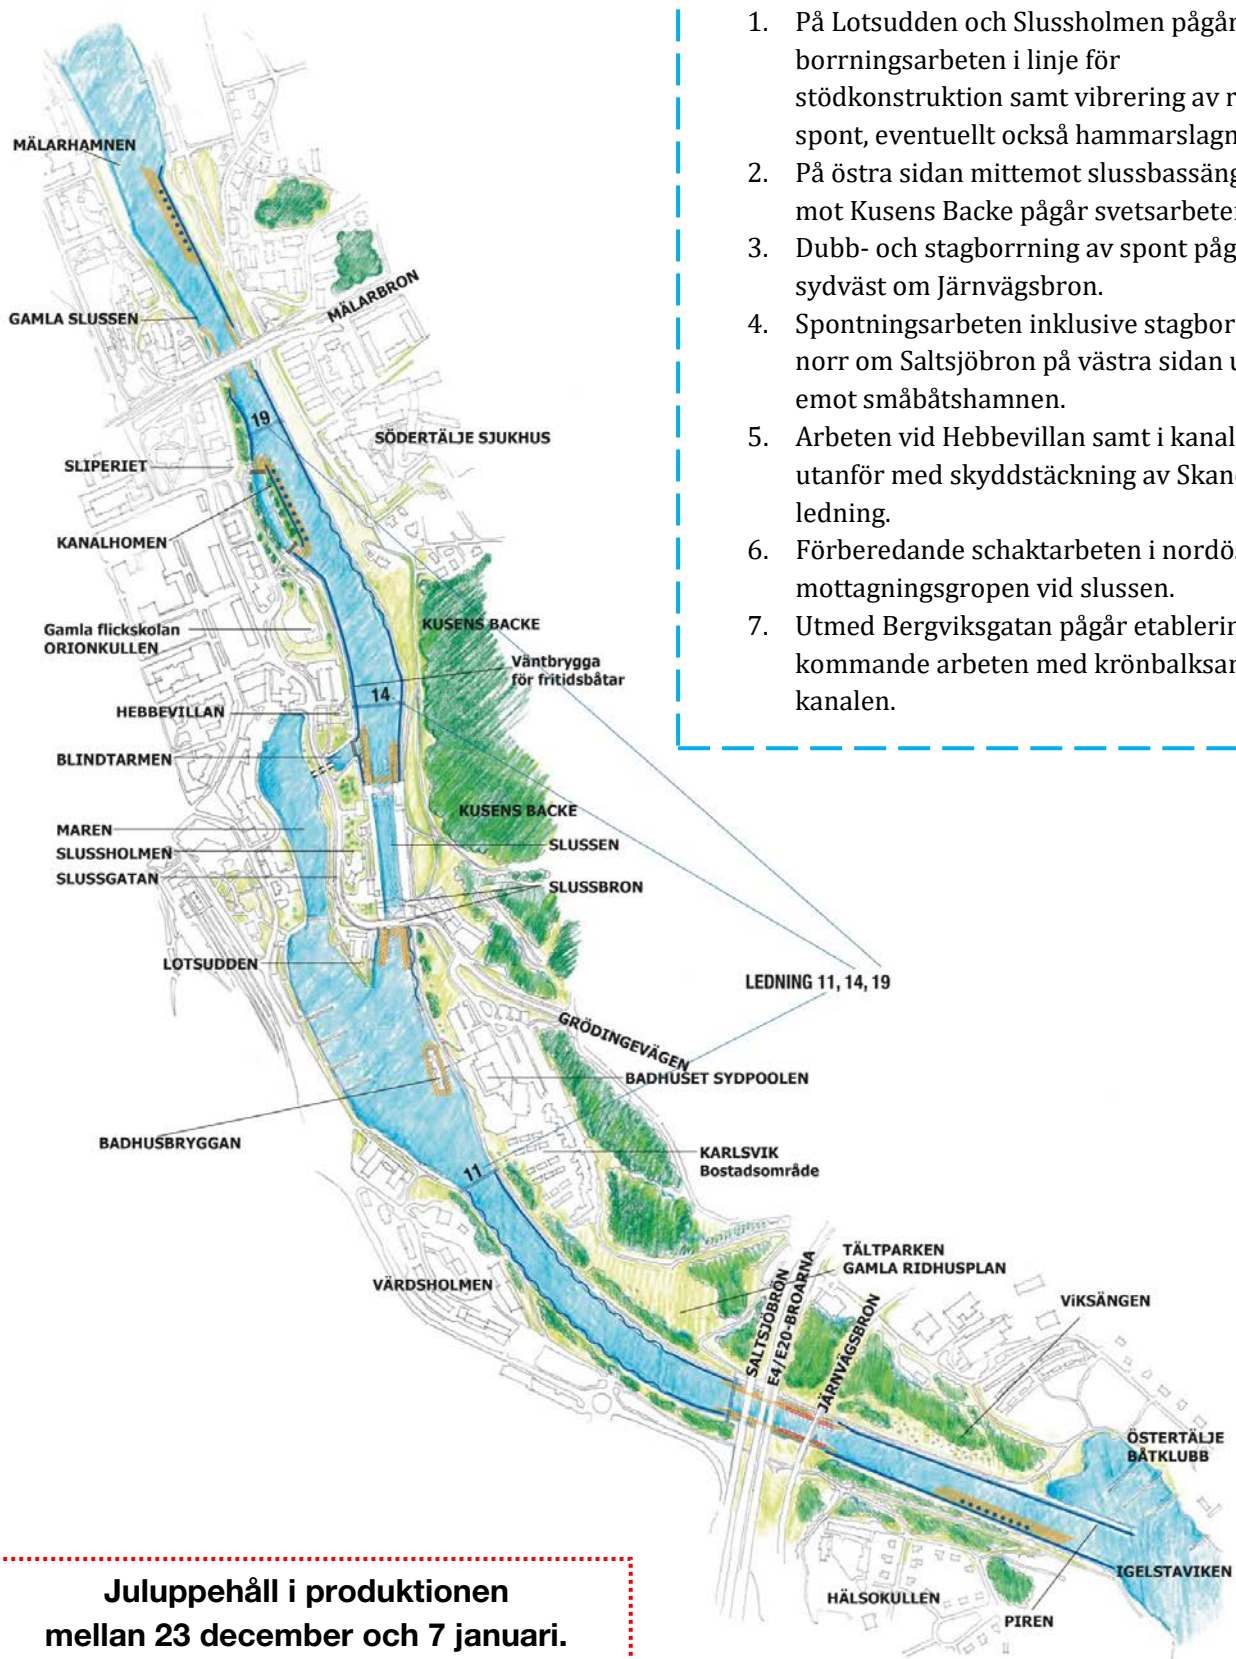 1. På Lotsudden och Slussholmen pågår
borrningsarbeten i linje för
stödkonstruktion samt vibrering av
spont, eventuellt också hammarslagn
2. På östra sidan mittemot slussbassäng
mot Kusens Backe pågår svetsarbeten
3. Dubb- och stagborrning av spont påg
sydväst om Järnvägsbron.
4. Spontningsarbeten inklusive stagbor
norr om Saltsjöbron på västra sidan u
emot småbåtshamnen.
5. Arbeten vid Hebbevillan samt i kanal
utanför med skyddstäckning av Skan
ledning.
6. Förberedande schaktarbeten i nordös
mottagningsgropen vid slussen.
7. Utmed Bergviksgatan pågår etablerin
kommande arbeten med krönbalksar
kanalen.
MÄLARHAMNEN
MÄLARBRON
GAMLA SLUSSEN
19
SÖDERTÄLJE SJUKHUS
SLIPERIET
KANALHOMEN
KUSENS BACKE
Gamla flickskolan
ORIONKULLEN
Väntbrygga
för fritidsbåtar
14
HEBBEVILLAN
BLINDTARMEN
KUSENS BACKE
MAREN
SLUSSEN
SLUSSHOLMEN
SLUSSGATAN
SLUSSBRON
LOTSUDDEN
LEDNING 11, 14, 19
GRÖDINGEVÄGEN
BADHUSET SYDPOOLEN
BADHUSBRYGGAN
KARLSVIK
Bostadsområde
11
VÄRDSHOLMEN
TÄLTPARKEN
GAMLA RIDHUSPLAN
SALTSJÖBRÖN
E4/E20-BROARNA
JÄRNVÄGSBRON
ViKSÄNGEN
ÖSTERTÄLJE
BÅTKLUBB
IGELSTAVIKEN
HÄLSOKULLEN
PIREN
Juluppehåll i produktionen
mellan 23 december och 7 januari.